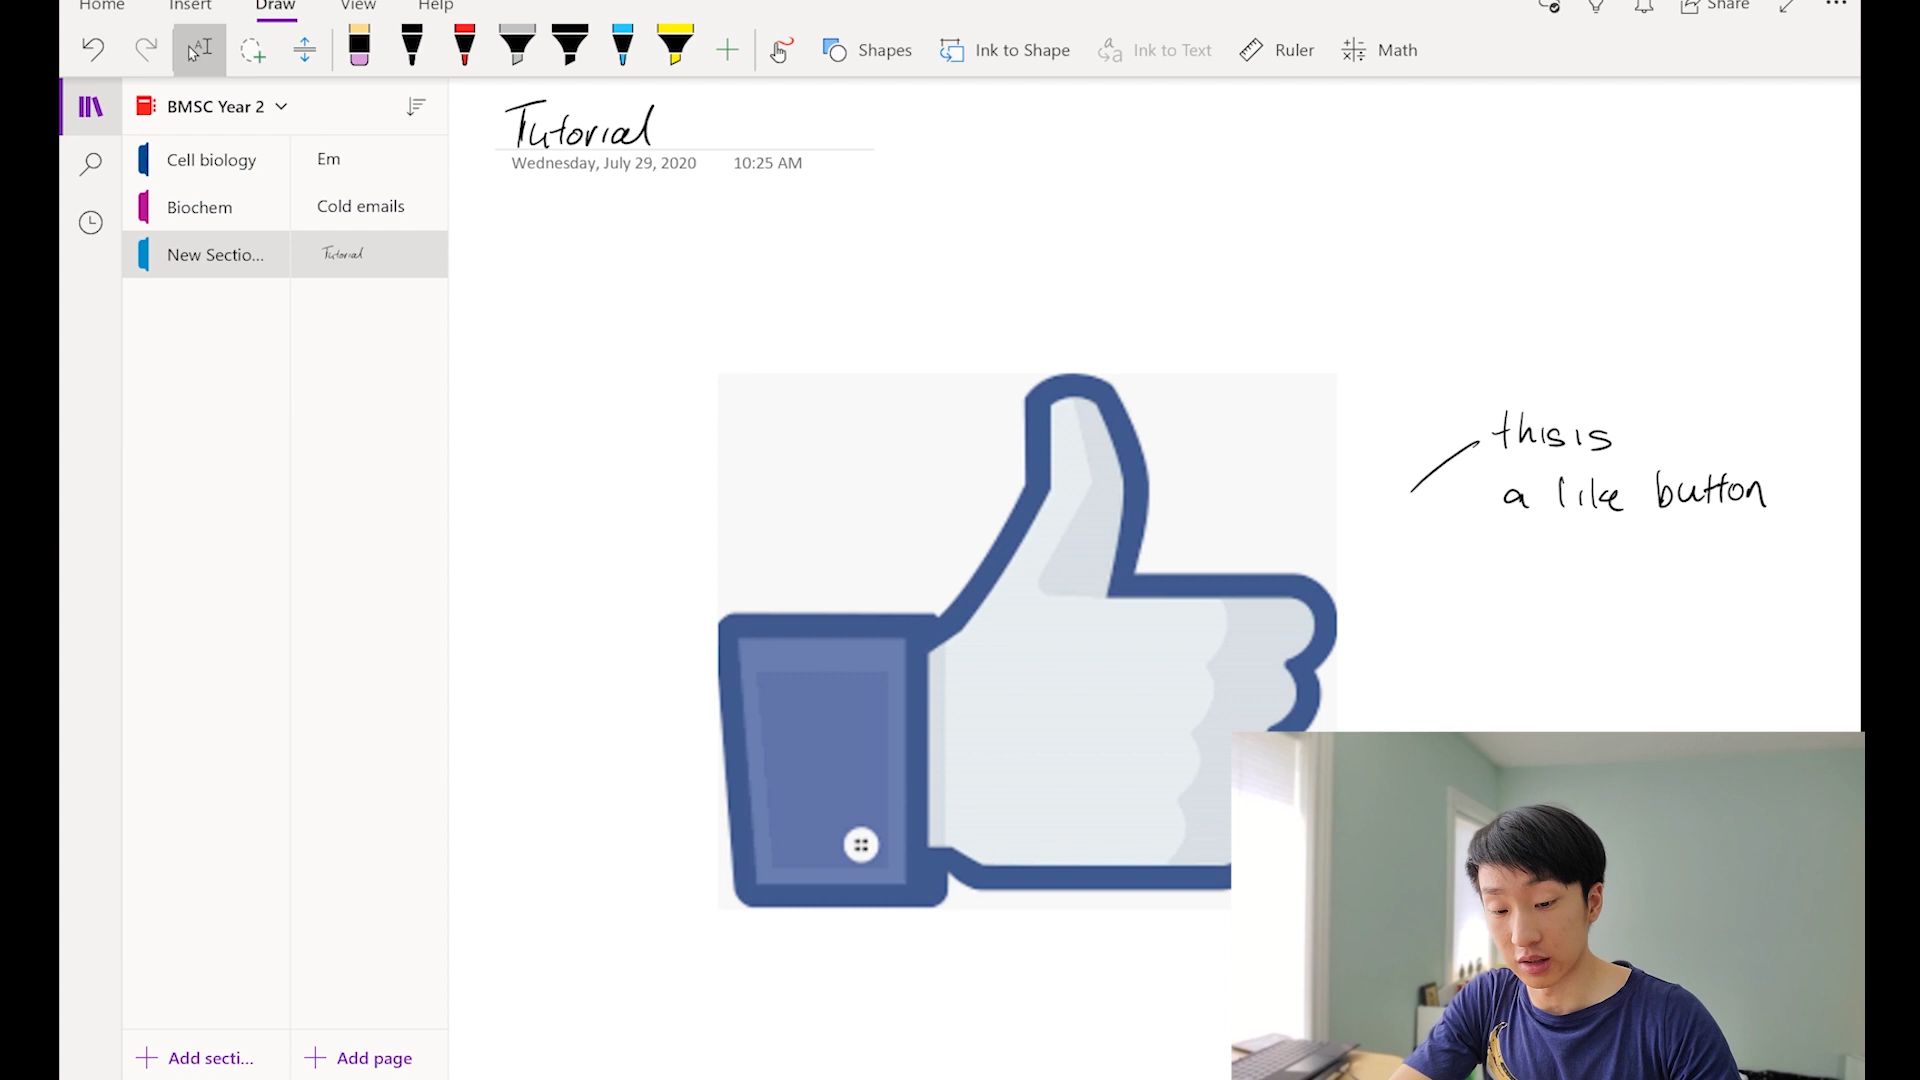 Home Insert Draw View Help
Share
Shapes Ink to Shape Ink to Text Ruler Math
BMSC Year 2
Cell biology
Biochem
New Sectio...
Em
Cold emails
Tutorial
Tutorial
Wednesday, July 29, 2020 10:25 AM
this is
a like button
Add secti...
Add page